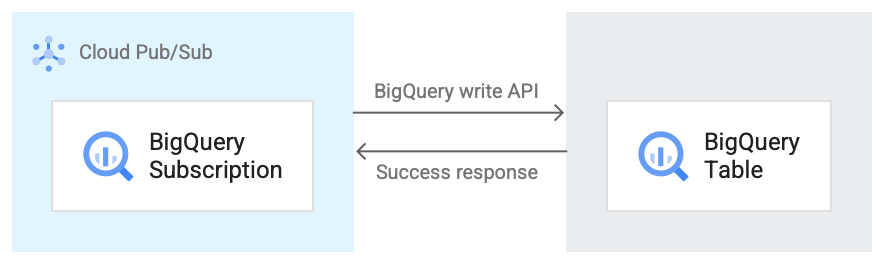 Cloud Pub/Sub
BigQuery write API
BigQuery
Subscription
BigQuery
Table
Success response